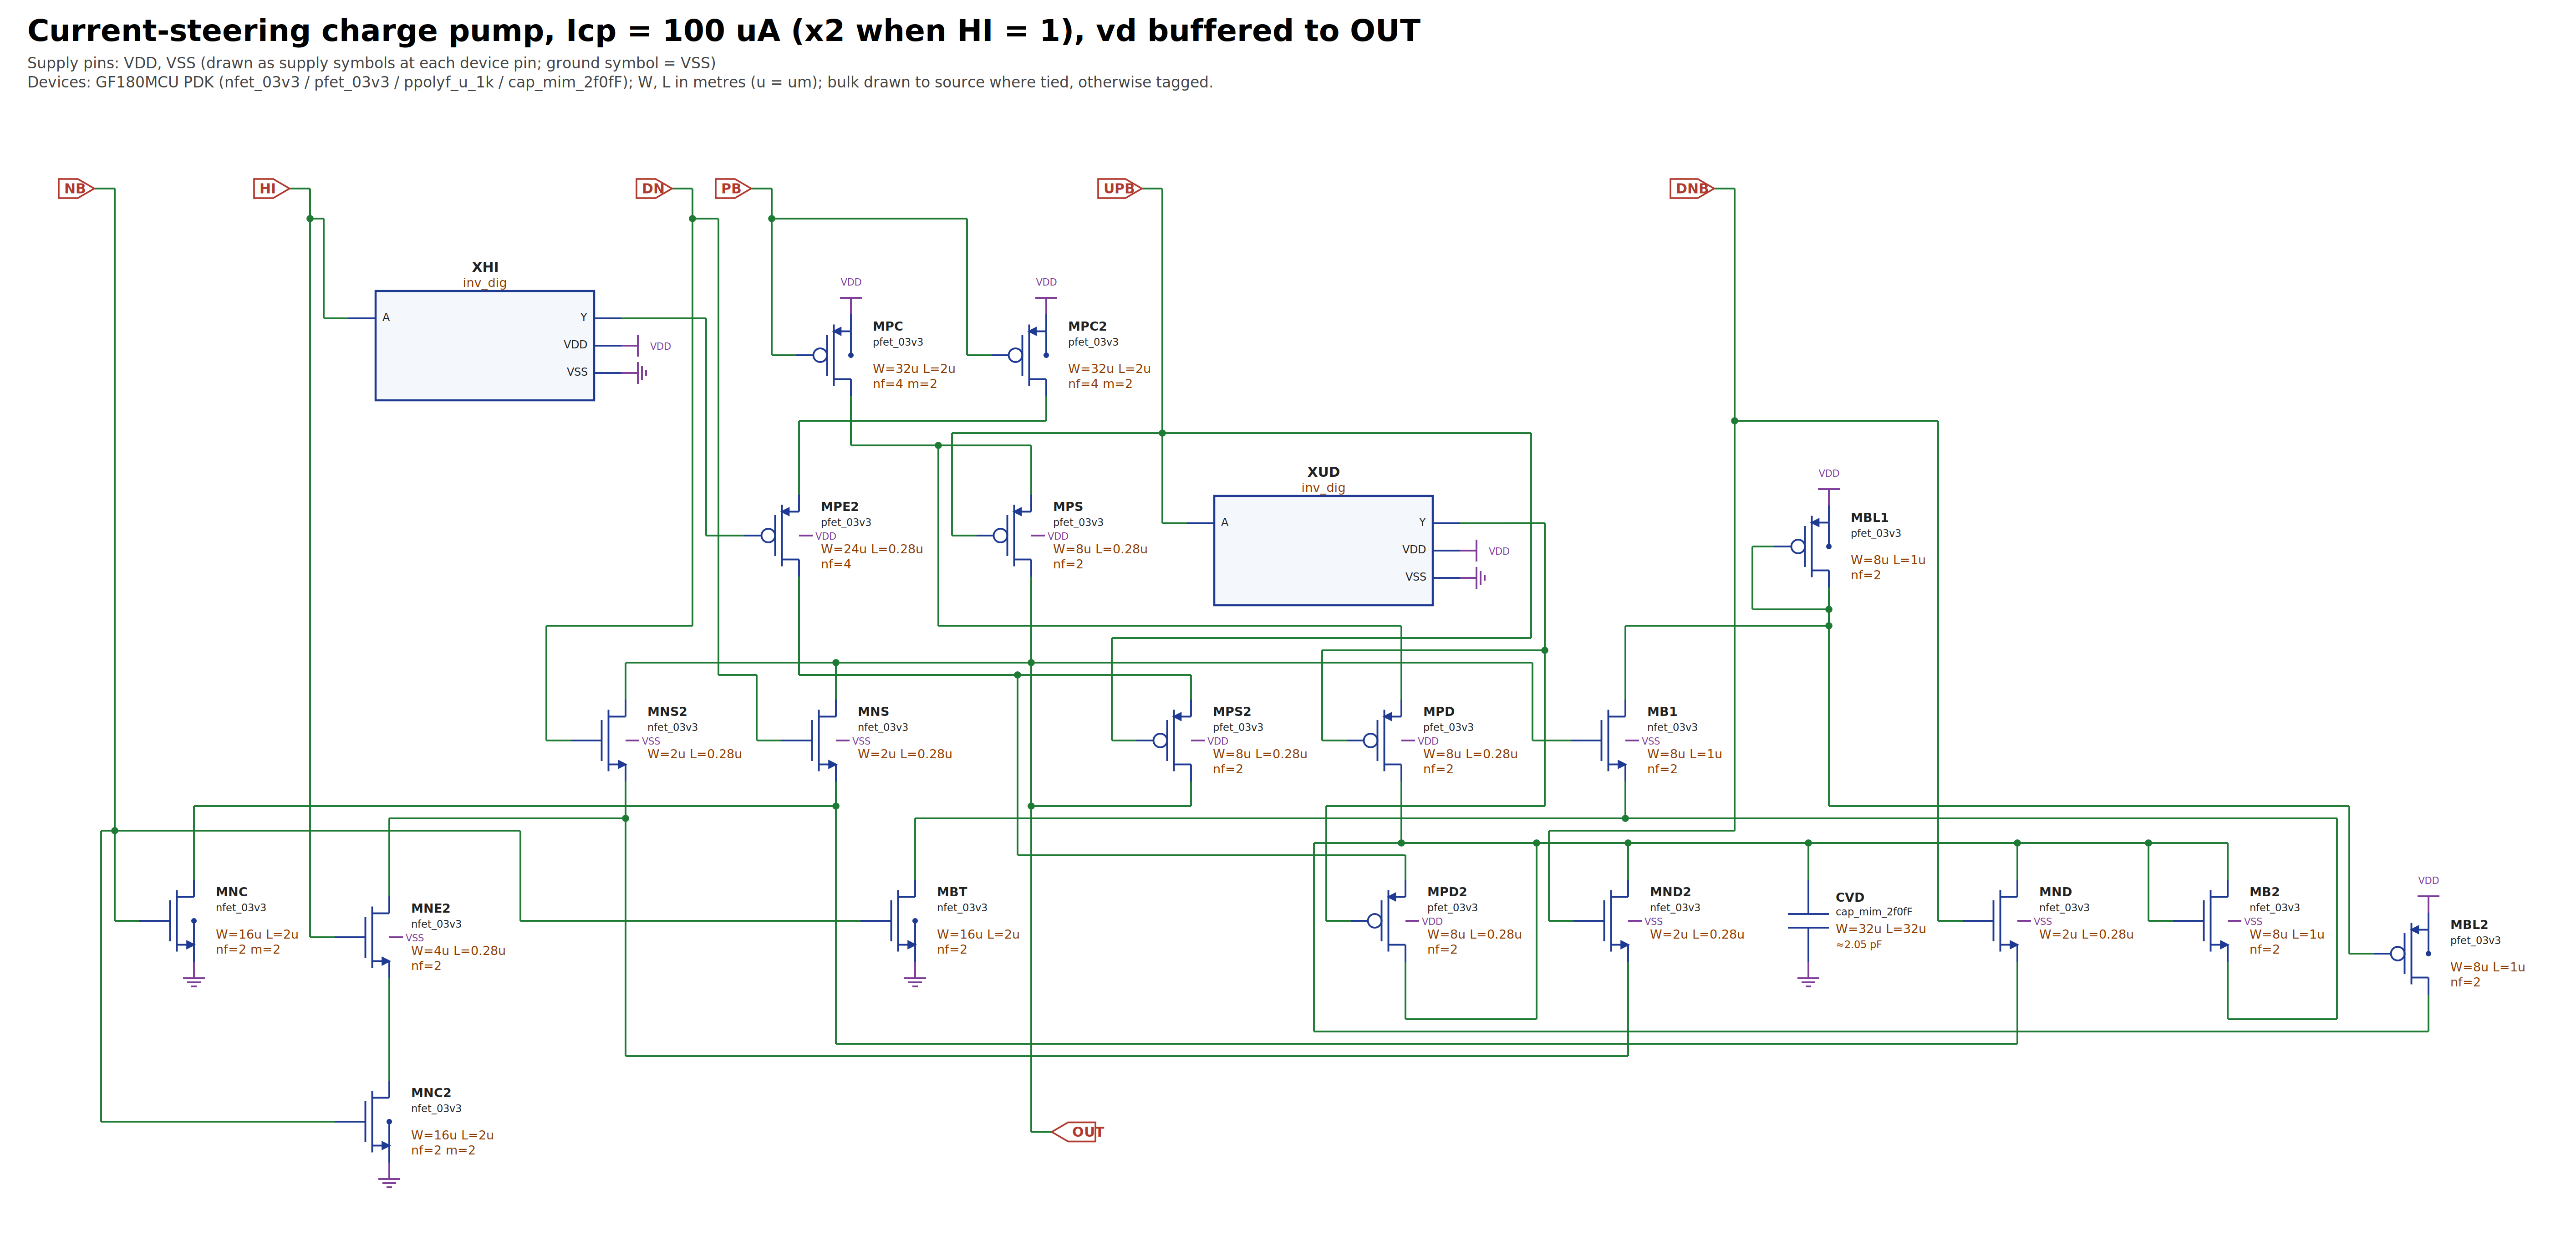 Current-steering charge pump, Icp = 100 uA (x2 when HI = 1), vd buffered to OUT
Supply pins: VDD, VSS (drawn as supply symbols at each device pin; ground symbol = VSS)
Devices: GF180MCU PDK (nfet_03v3 / pfet_03v3 / ppolyf_u_1k / cap_mim_2f0fF); W, L in metres (u = um); bulk drawn to source where tied, otherwise tagged.
NB
HI
DN
PB
UPB
DNB
XHI
inv_dig
A
Y
VDD
VSS
VDD
VDD
MPC
pfet_03v3
W=32u L=2u
nf=4 m=2
VDD
MPC2
pfet_03v3
W=32u L=2u
nf=4 m=2
MPE2
pfet_03v3
VDD
W=24u L=0.28u
nf=4
MPS
pfet_03v3
VDD
W=8u L=0.28u
nf=2
XUD
inv_dig
A
Y
VDD
VSS
VDD
VDD
MBL1
pfet_03v3
W=8u L=1u
nf=2
MNS2
nfet_03v3
VSS
W=2u L=0.28u
MNS
nfet_03v3
VSS
W=2u L=0.28u
MPS2
pfet_03v3
VDD
W=8u L=0.28u
nf=2
MPD
pfet_03v3
VDD
W=8u L=0.28u
nf=2
MB1
nfet_03v3
VSS
W=8u L=1u
nf=2
MNC
nfet_03v3
W=16u L=2u
nf=2 m=2
MNE2
nfet_03v3
VSS
W=4u L=0.28u
nf=2
MBT
nfet_03v3
W=16u L=2u
nf=2
MPD2
pfet_03v3
VDD
W=8u L=0.28u
nf=2
MND2
nfet_03v3
VSS
W=2u L=0.28u
CVD
cap_mim_2f0fF
W=32u L=32u
≈2.05 pF
MND
nfet_03v3
VSS
W=2u L=0.28u
MB2
nfet_03v3
VSS
W=8u L=1u
nf=2
VDD
MBL2
pfet_03v3
W=8u L=1u
nf=2
MNC2
nfet_03v3
W=16u L=2u
nf=2 m=2
OUT